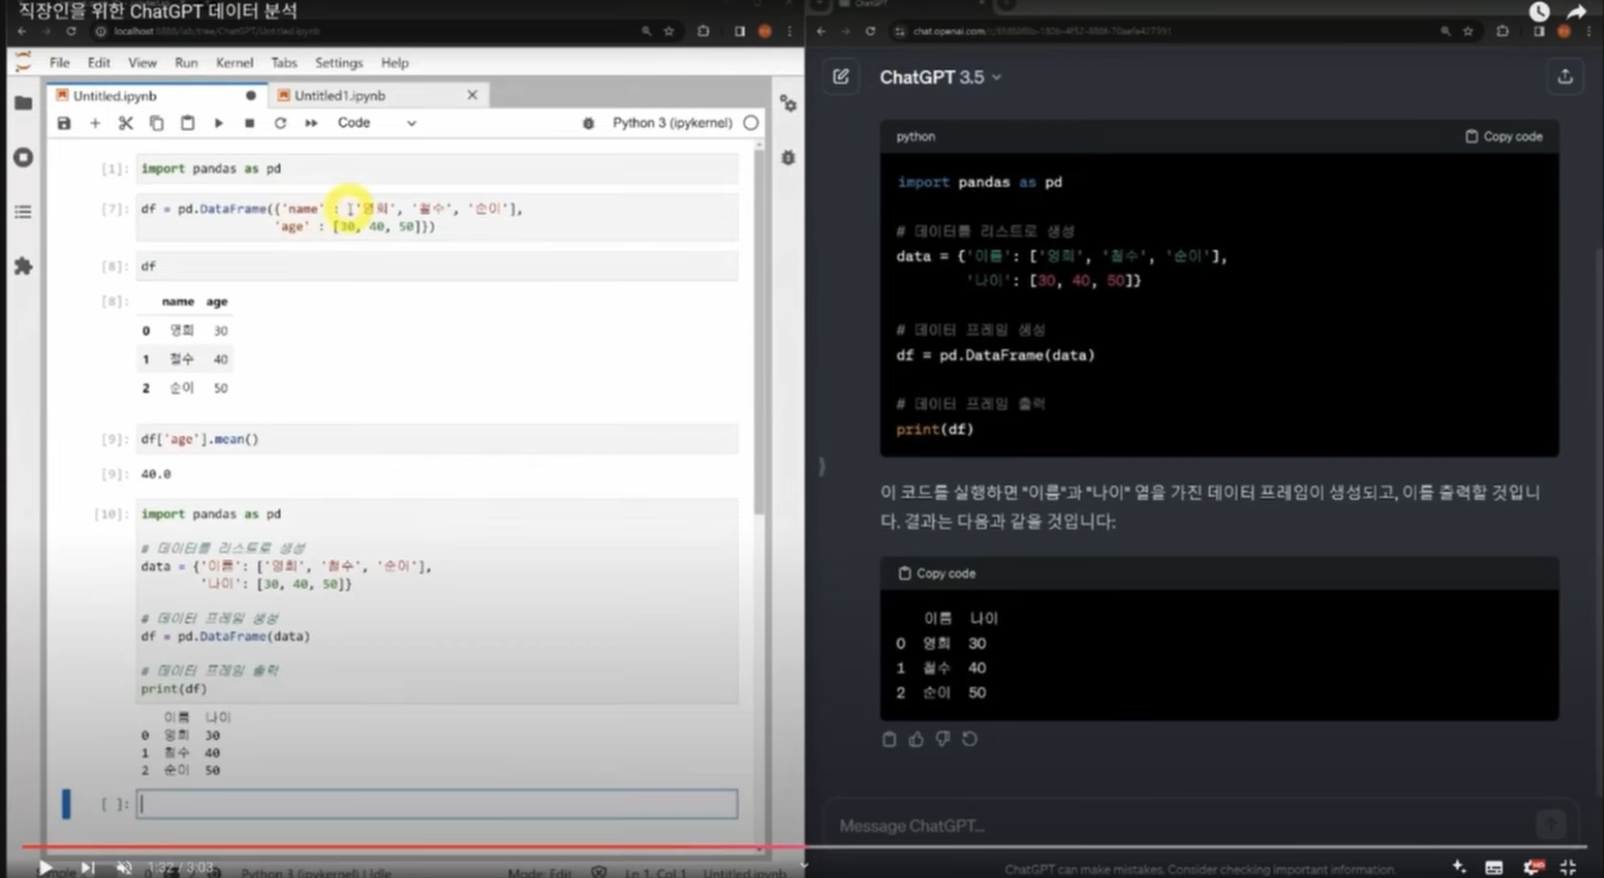 직장인을 위한 ChatGPT 데이터 분석
localhost:8888/lab/tree/ChatGPT/Untitled.ipynb
File Edit View Run Kernel Tabs Settings Help
Untitled.ipynb
Untitled1.ipynb
Code
Python 3 (ipykernel)
[1]: import pandas as pd
[7]: df = pd.DataFrame({'name' : ['영희', '철수', '순이'],
'age' : [30, 40, 50]})
[8]: df
[8]: name age
0 영희 30
1 철수 40
2 순이 50
[9]: df['age'].mean()
[9]: 40.0
[10]: import pandas as pd
# 데이터를 리스트로 생성
data = {'이름': ['영희', '철수', '순이'],
'나이': [30, 40, 50]}
# 데이터 프레임 생성
df = pd.DataFrame(data)
# 데이터 프레임 출력
print(df)
이름 나이
0 영희 30
1 철수 40
2 순이 50
[ ]:
1:32 / 3:03
Simple
Python 3 (ipykernel) | Idle
Mode: Edit
Ln 1, Col 1
Untitled.ipynb
ChatGPT
chat.openai.com
ChatGPT 3.5
python
Copy code
import pandas as pd
# 데이터를 리스트로 생성
data = {'이름': ['영희', '철수', '순이'],
'나이': [30, 40, 50]}
# 데이터 프레임 생성
df = pd.DataFrame(data)
# 데이터 프레임 출력
print(df)
이 코드를 실행하면 "이름"과 "나이" 열을 가진 데이터 프레임이 생성되고, 이를 출력할 것입니
다. 결과는 다음과 같을 것입니다:
Copy code
이름 나이
0 영희 30
1 철수 40
2 순이 50
Message ChatGPT...
ChatGPT can make mistakes. Consider checking important information.
HD